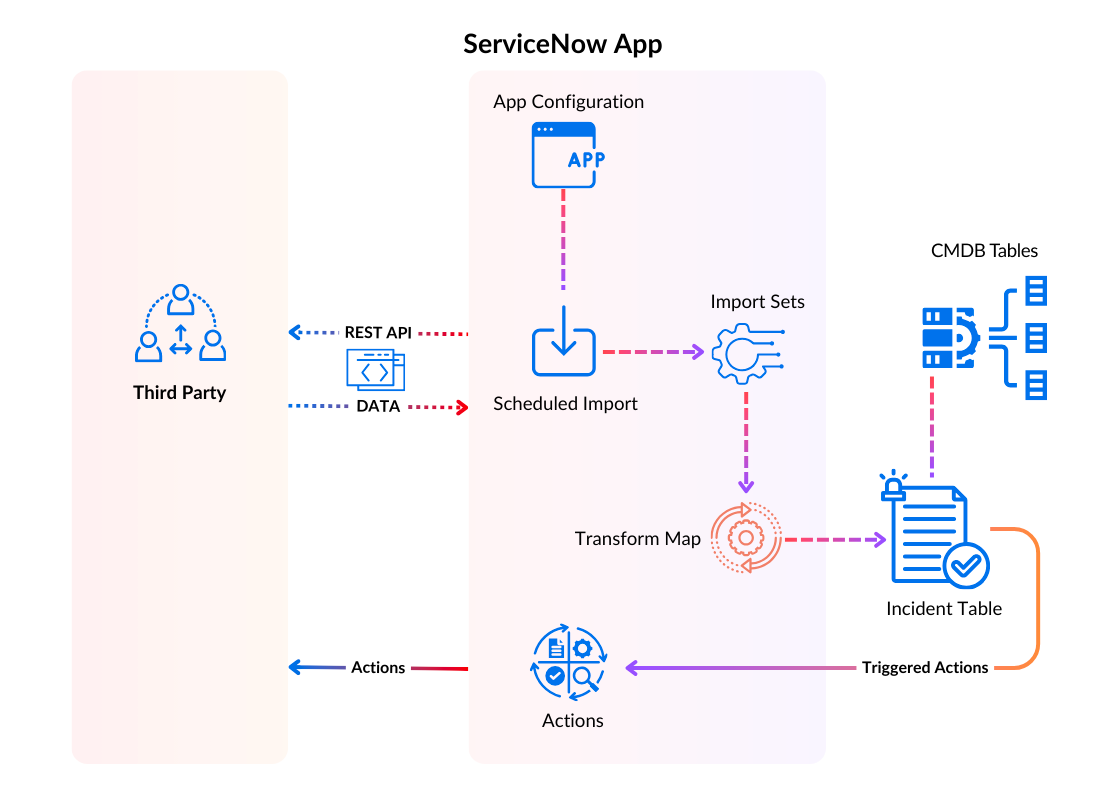 ServiceNow App
App Configuration
APP
CMDB Tables
Import Sets
REST API
Third Party
DATA
Scheduled Import
Transform Map
Incident Table
Actions
Triggered Actions
Actions